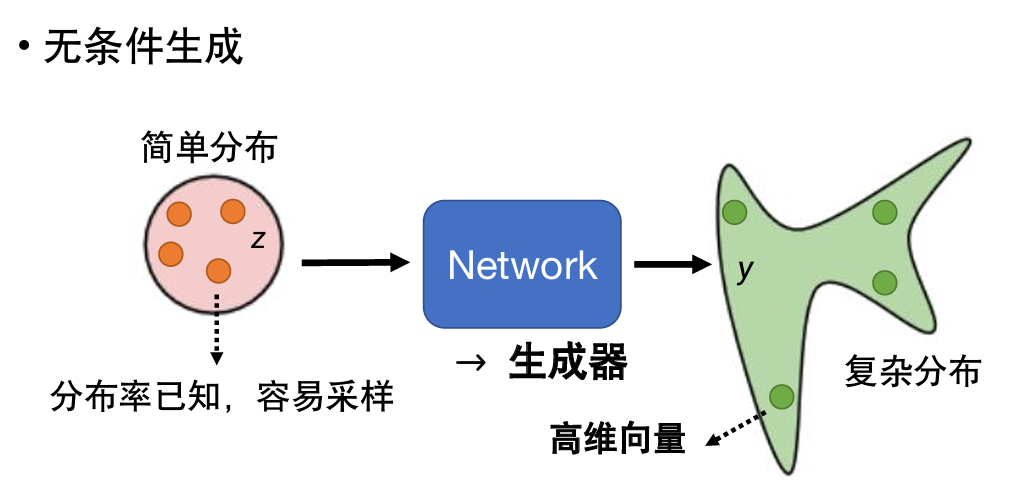 • 无条件生成
简单分布
z
Network
y
→ 生成器
复杂分布
分布率已知，容易采样
高维向量